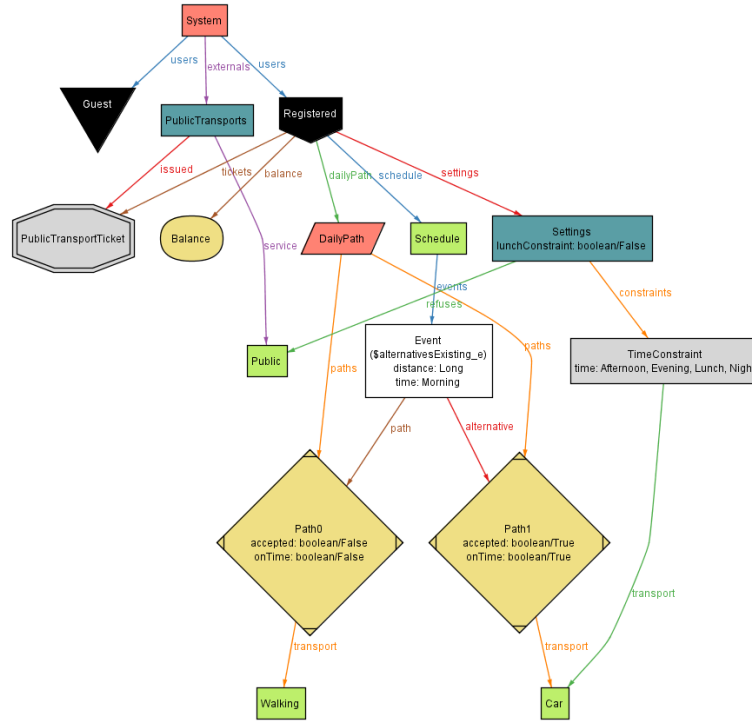 System
users
externals
users
Guest
PublicTransports
Registered
issued
tickets
balance
dailyPath
schedule
settings
PublicTransportTicket
Balance
DailyPath
Schedule
Settings
lunchConstraint: boolean/False
service
events
refuses
constraints
Public
Event
($alternativesExisting_e)
distance: Long
time: Morning
TimeConstraint
time: Afternoon, Evening, Lunch, Night
paths
paths
path
alternative
Path0
accepted: boolean/False
onTime: boolean/False
Path1
accepted: boolean/True
onTime: boolean/True
transport
transport
transport
Walking
Car